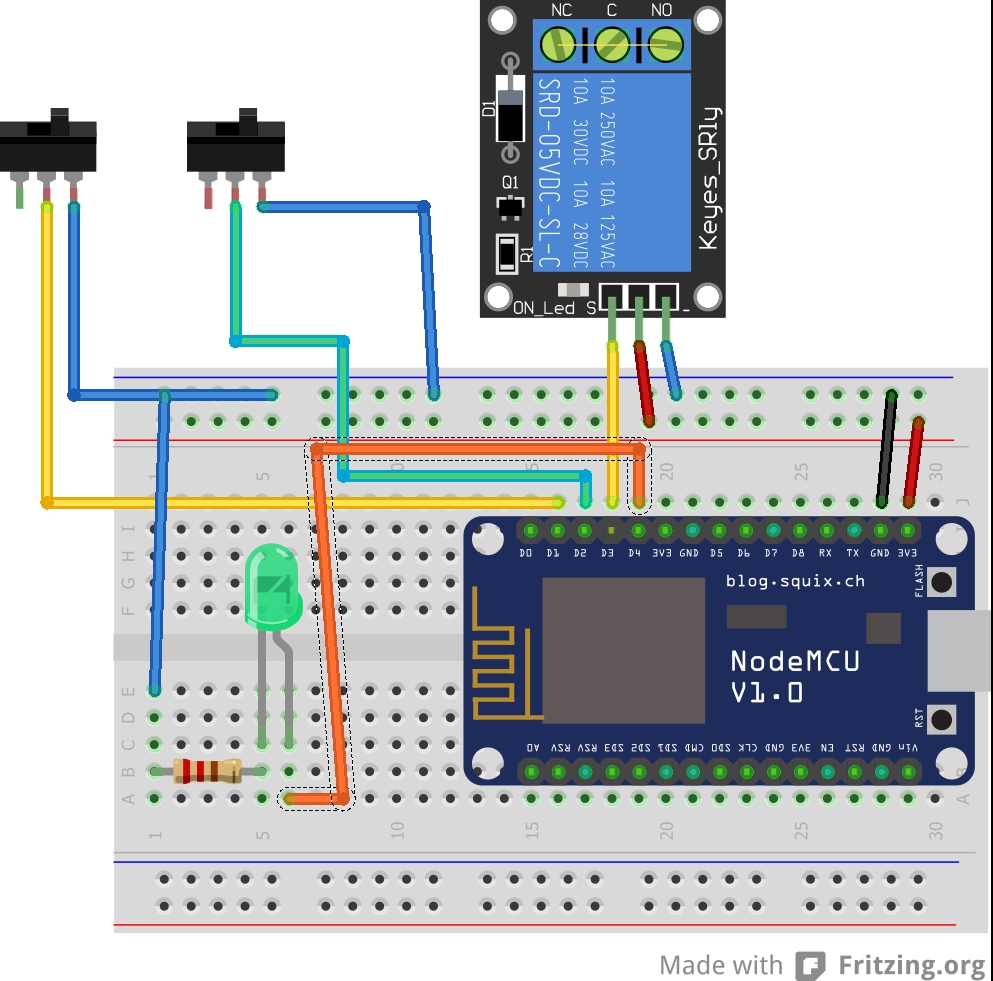 NC C NO
D1
SRD-05VDC-SL-C
10A 30VDC 10A 28VDC
10A 250VAC 10A 125VAC
Keyes_SRly
Q1
R1
ON_Led S -
1 5 10 15 20 25 30
J
I
H
G
F
D0 D1 D2 D3 D4 3V3 GND D5 D6 D7 D8 RX TX GND 3V3
blog.squix.ch
FLASH
NodeMCU
V1.0
RST
A0 RSV RSV SD3 SD2 SD1 CMD SD0 CLK GND 3V3 EN RST GND Vin
E
D
C
B
A A
1 5 10 15 20 25 30
Made with Fritzing.org